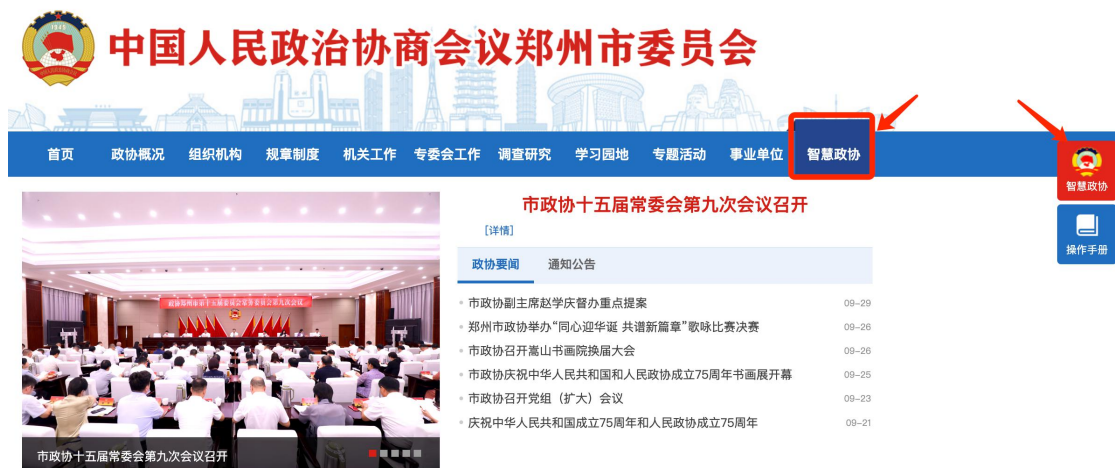 中国人民政治协商会议郑州市委员会
首页 政协概况 组织机构 规章制度 机关工作 专委会工作 调查研究 学习园地 专题活动 事业单位 智慧政协
智慧政协
操作手册
市政协十五届常委会第九次会议召开
[详情]
政协要闻 通知公告
市政协副主席赵学庆督办重点提案 09-29
郑州市政协举办“同心迎华诞 共谱新篇章”歌咏比赛决赛 09-26
市政协召开嵩山书画院换届大会 09-26
市政协庆祝中华人民共和国和人民政协成立75周年书画展开幕 09-25
市政协召开党组（扩大）会议 09-23
庆祝中华人民共和国成立75周年和人民政协成立75周年 09-21
市政协十五届常委会第九次会议召开